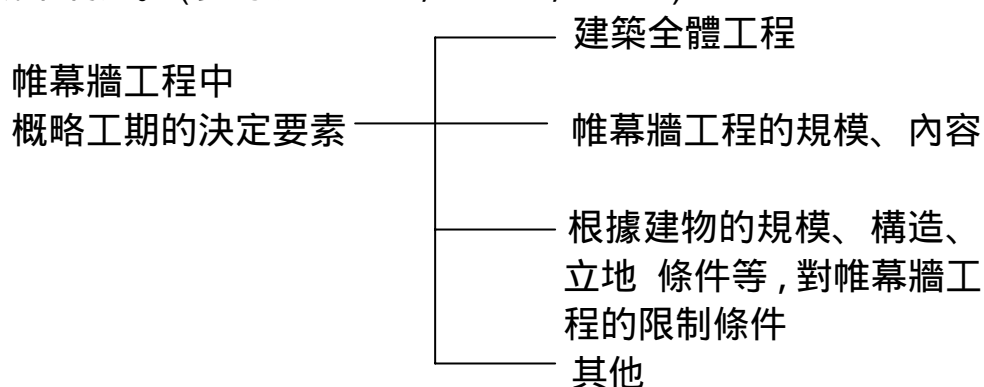 建築全體工程
帷幕牆工程中
概略工期的決定要素
帷幕牆工程的規模、內容
根據建物的規模、構造、
立地 條件等，對帷幕牆工
程的限制條件
其他